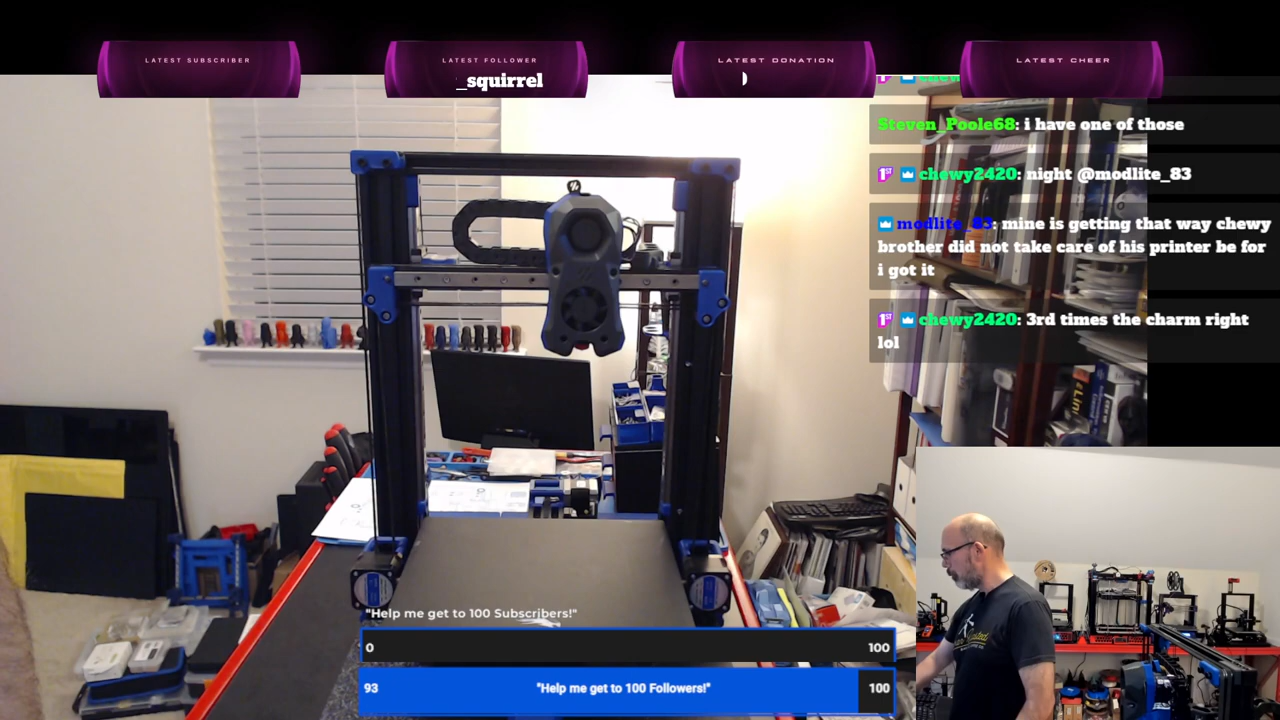 LATEST SUBSCRIBER
LATEST FOLLOWER
_squirrel
LATEST DONATION
LATEST CHEER
Steven_Poole68: i have one of those
1ST chewy2420: night @modlite_83
modlite_83: mine is getting that way chewy
brother did not take care of his printer be for
i got it
1ST chewy2420: 3rd times the charm right
lol
"Help me get to 100 Subscribers!"
0
100
93
"Help me get to 100 Followers!"
100